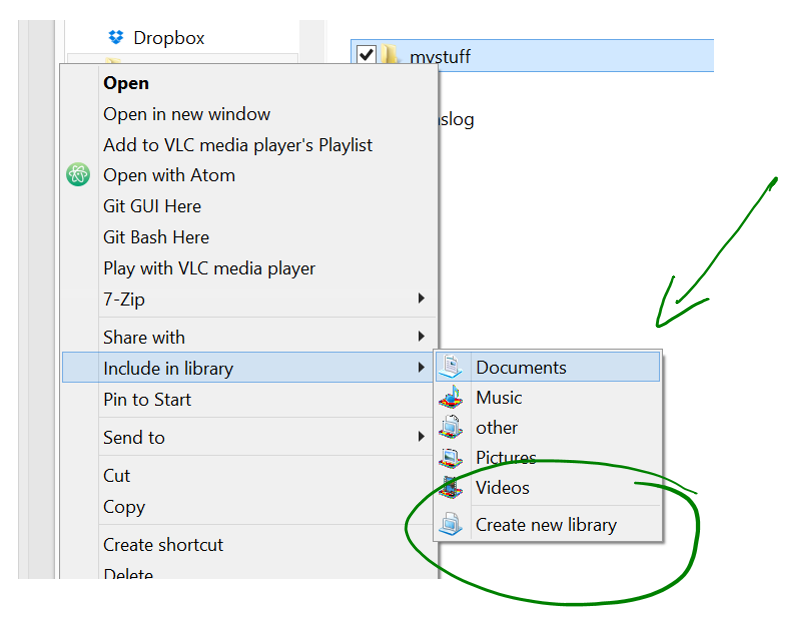 Dropbox
mystuff
slog
Open
Open in new window
Add to VLC media player's Playlist
Open with Atom
Git GUI Here
Git Bash Here
Play with VLC media player
7-Zip
Share with
Include in library
Pin to Start
Send to
Cut
Copy
Create shortcut
Delete
Documents
Music
other
Pictures
Videos
Create new library